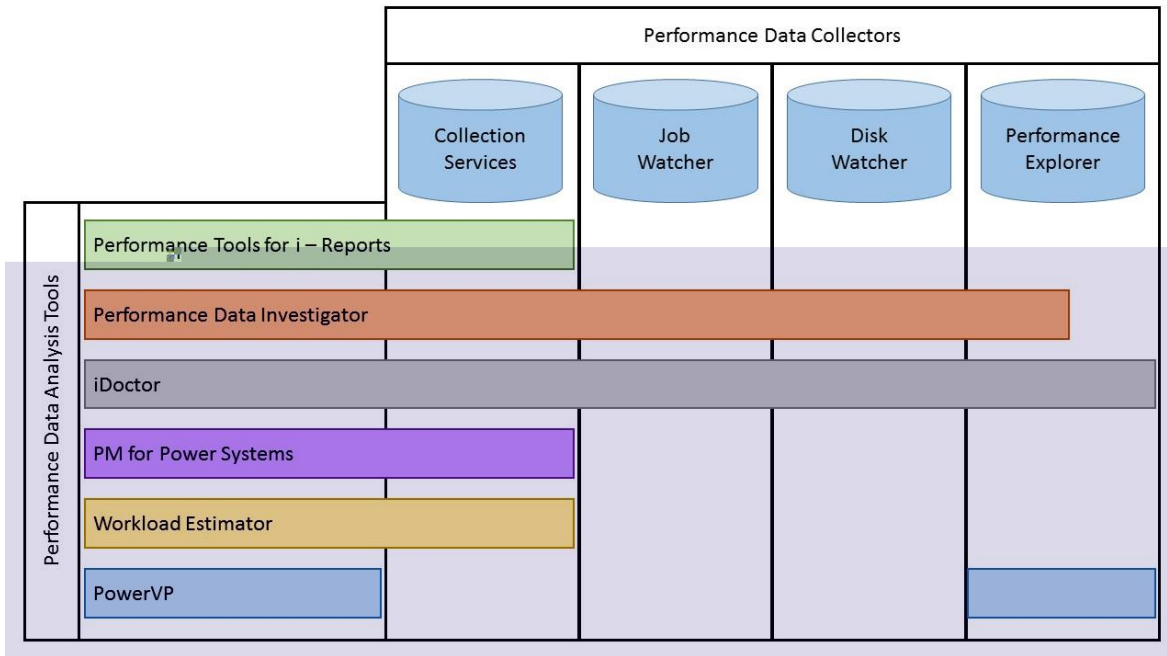 Performance Data Collectors
Collection
Services
Job
Watcher
Disk
Watcher
Performance
Explorer
Performance Data Analysis Tools
Performance Tools for i – Reports
Performance Data Investigator
iDoctor
PM for Power Systems
Workload Estimator
PowerVP